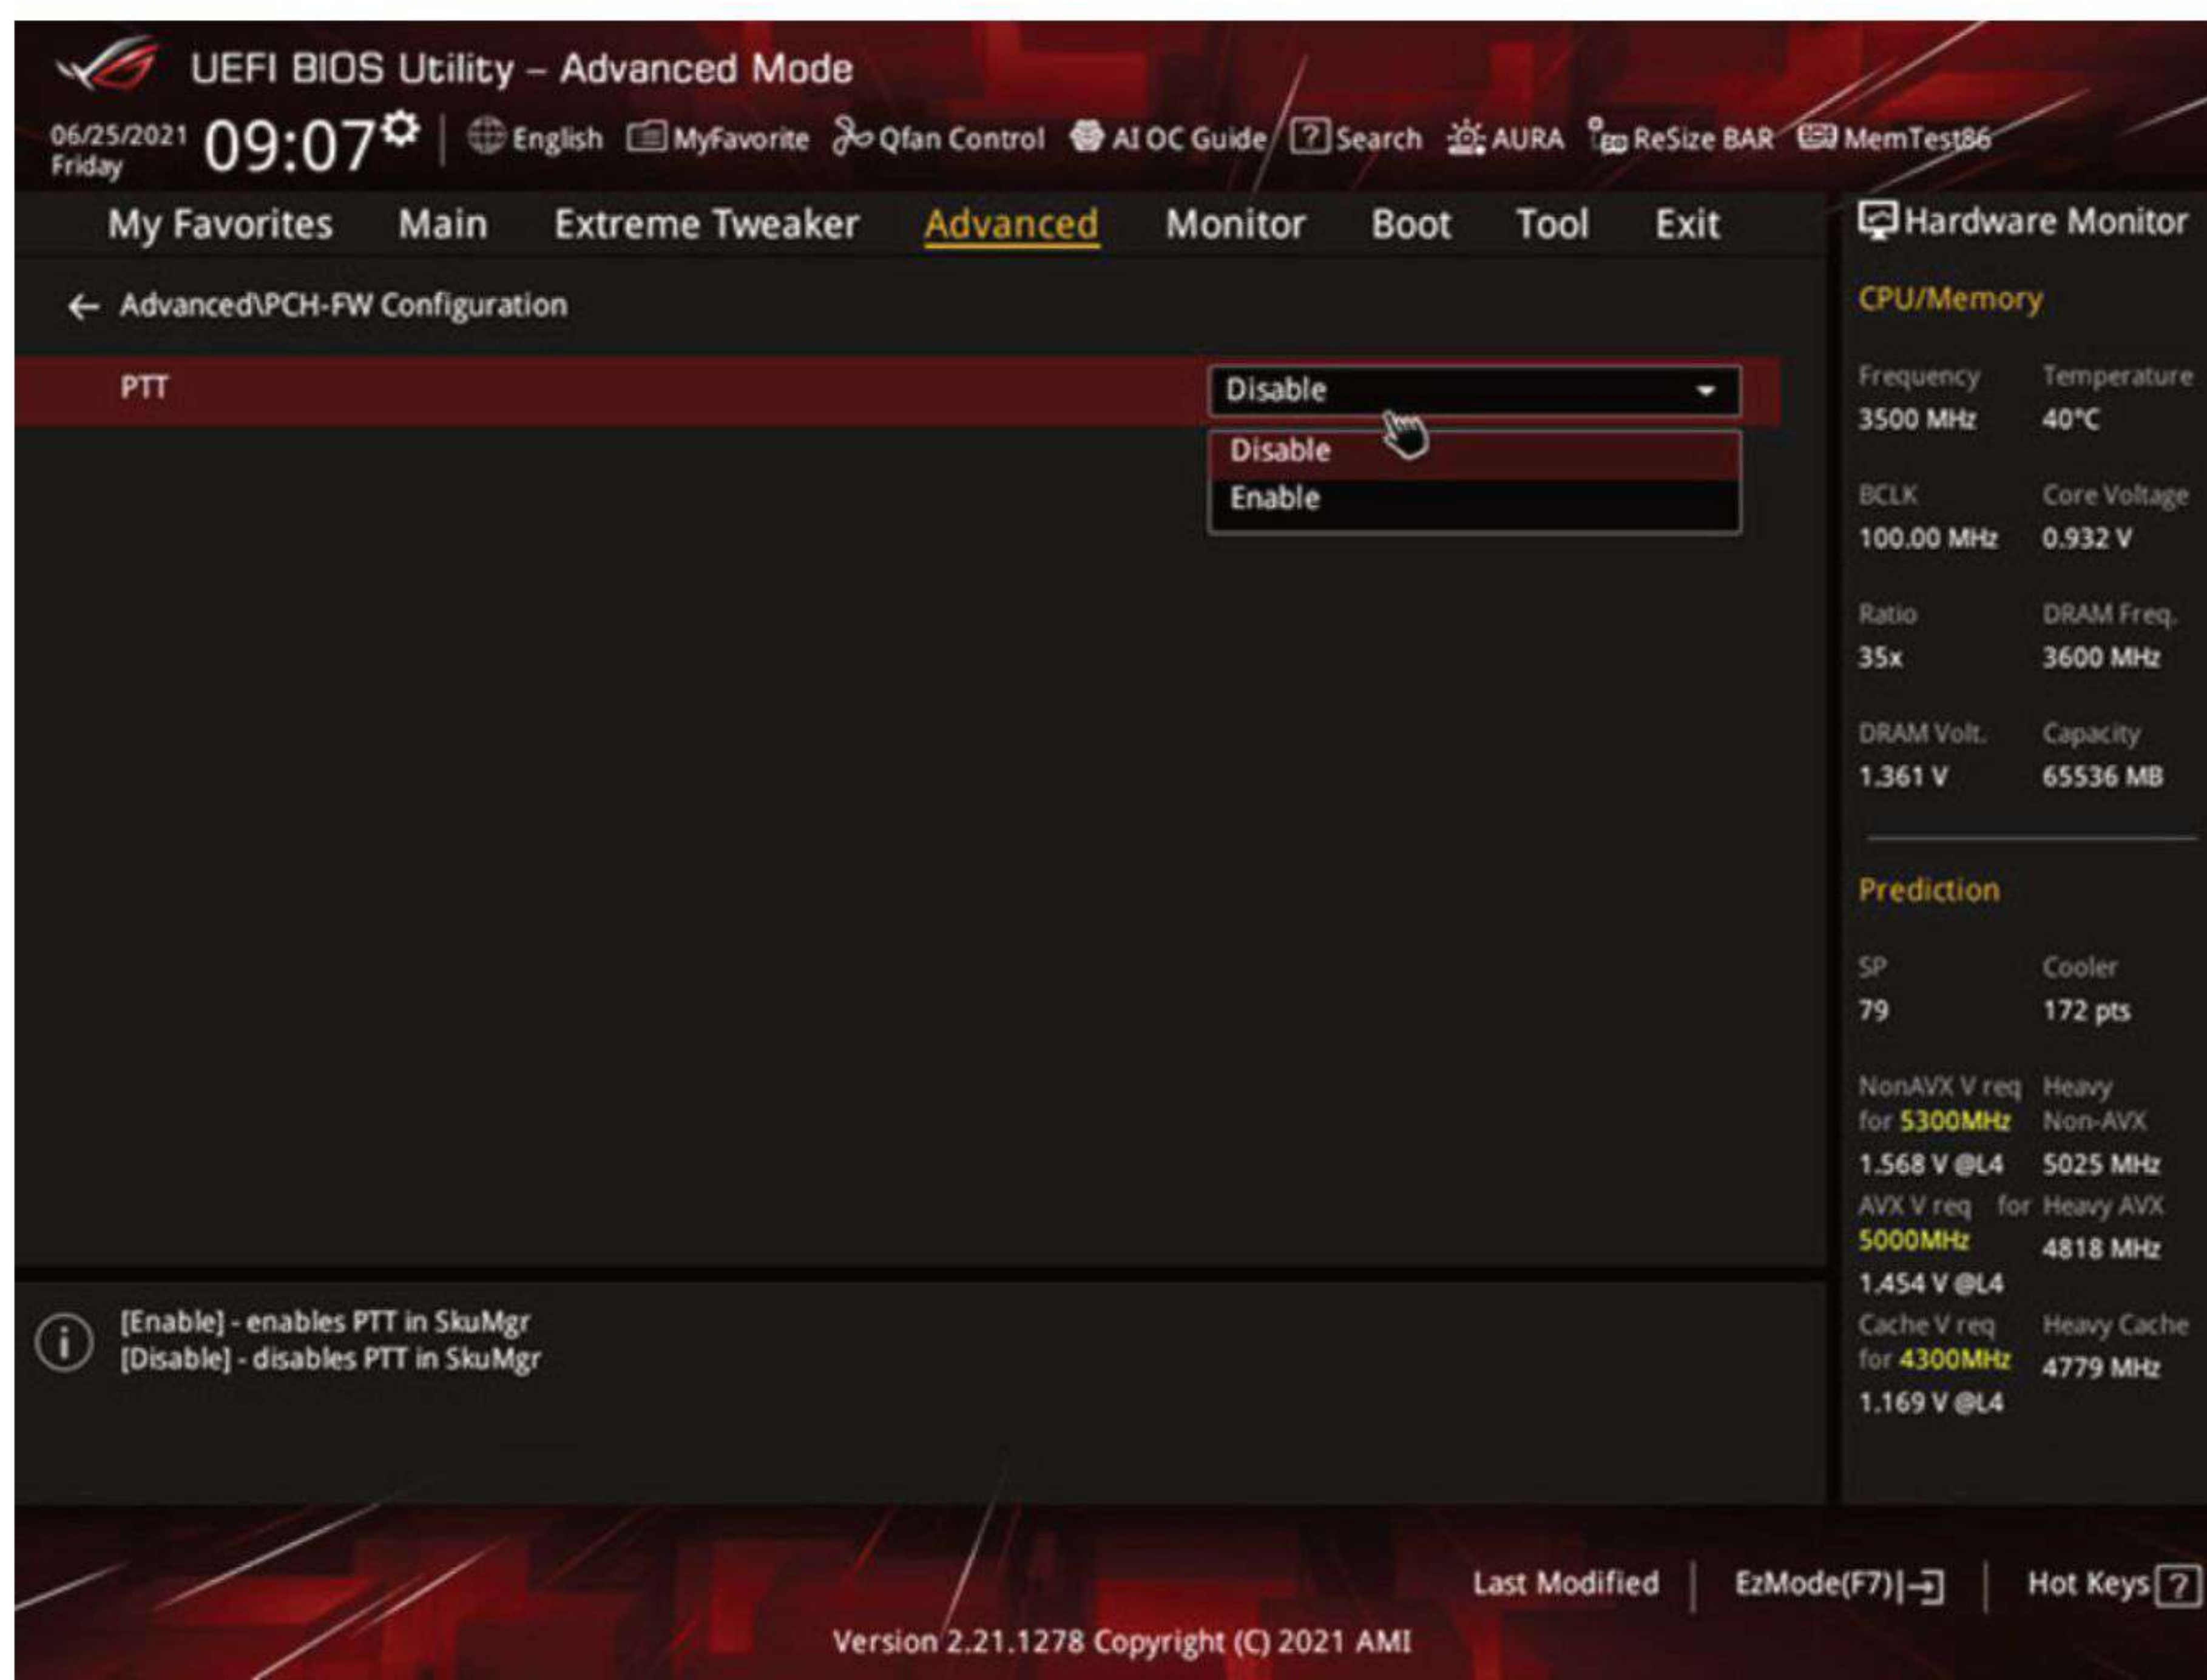 UEFI BIOS Utility – Advanced Mode
06/25/2021
Friday
09:07
English MyFavorite Qfan Control AI OC Guide ? Search AURA ReSize BAR MemTest86
My Favorites Main Extreme Tweaker Advanced Monitor Boot Tool Exit
← Advanced\PCH-FW Configuration
PTT Disable
Disable
Enable
Hardware Monitor
CPU/Memory
Frequency Temperature
3500 MHz 40°C
BCLK Core Voltage
100.00 MHz 0.932 V
Ratio DRAM Freq.
35x 3600 MHz
DRAM Volt. Capacity
1.361 V 65536 MB
Prediction
SP Cooler
79 172 pts
NonAVX V req Heavy
for 5300MHz Non-AVX
1.568 V @L4 5025 MHz
AVX V req for Heavy AVX
5000MHz 4818 MHz
1.454 V @L4
Cache V req Heavy Cache
for 4300MHz 4779 MHz
1.169 V @L4
i [Enable] - enables PTT in SkuMgr
[Disable] - disables PTT in SkuMgr
Last Modified | EzMode(F7)|→] | Hot Keys ?
Version 2.21.1278 Copyright (C) 2021 AMI